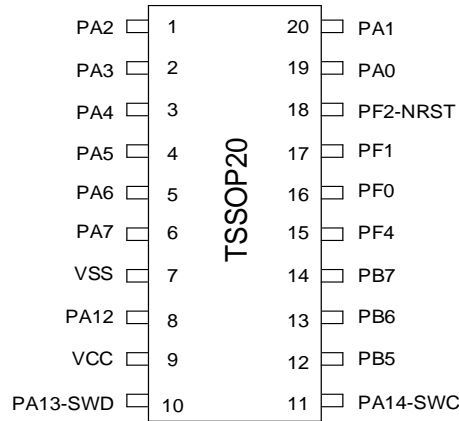 PA2 1 20 PA1
PA3 2 19 PA0
PA4 3 18 PF2-NRST
PA5 4 17 PF1
PA6 5 16 PF0
PA7 6 15 PF4
VSS 7 14 PB7
PA12 8 13 PB6
VCC 9 12 PB5
PA13-SWD 10 11 PA14-SWC
TSSOP20